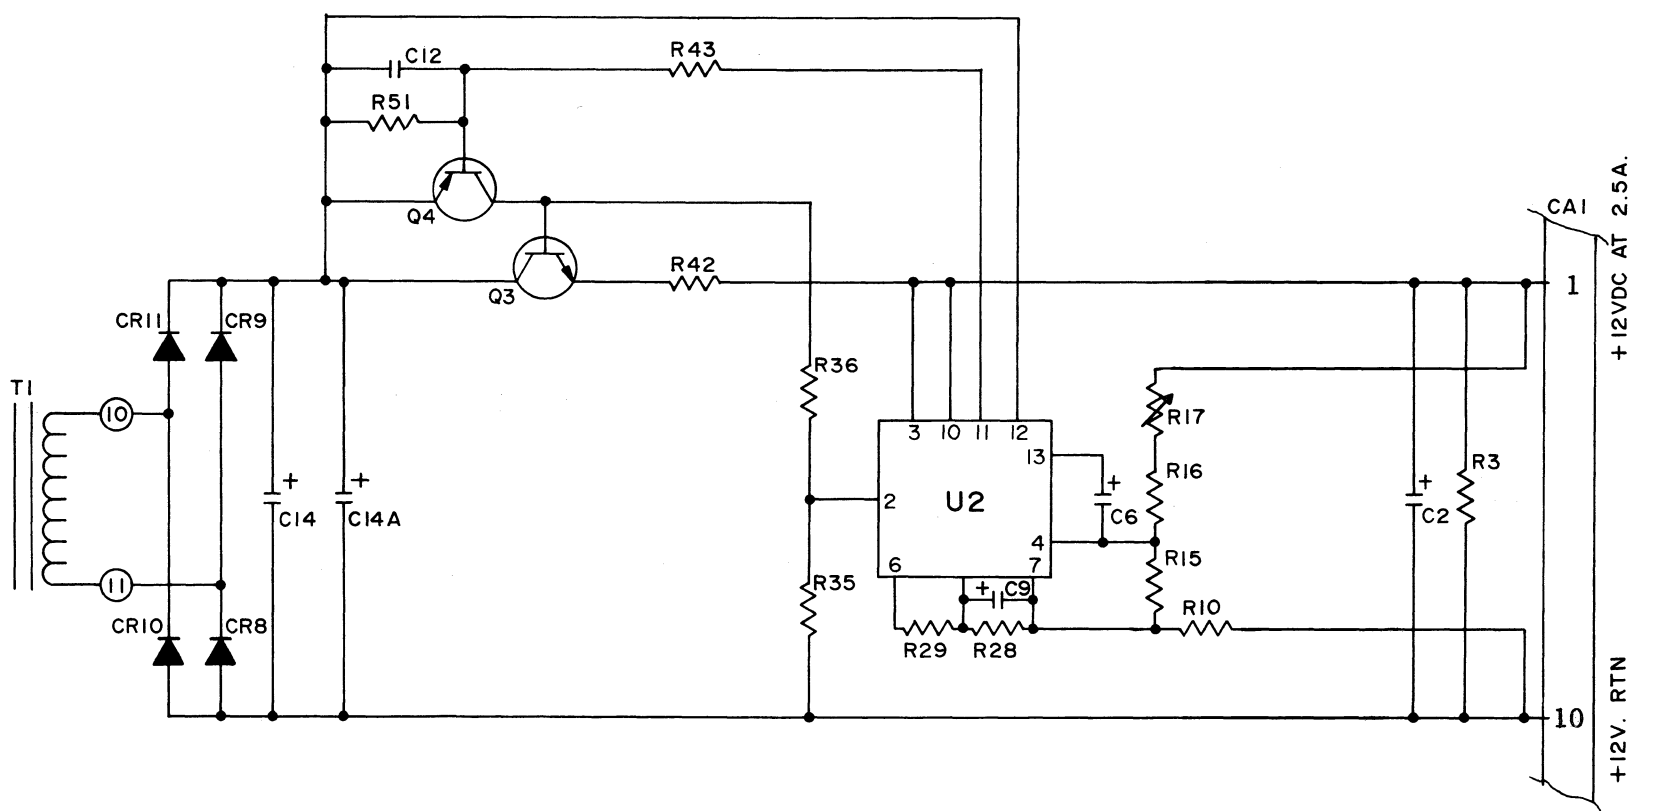 C12
R43
R51
Q4
CA1
+12VDC AT 2.5A.
R42
1
Q3
CR11
CR9
R36
T1
10
R17
3 10 11 12
13
R16
R3
+
C14
+
C14A
2
U2
+
C6
+
C2
4
11
6
7
R15
R35
+
C9
CR10
CR8
R10
R29
R28
10
+12V. RTN